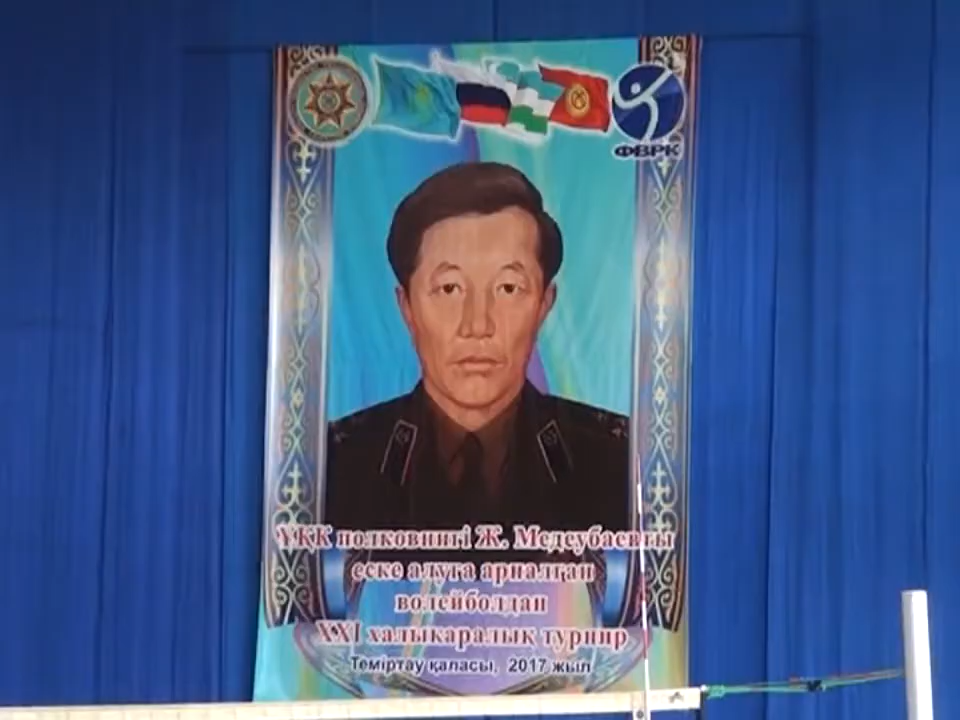 ФВРК
ҰҚК полковнигі Ж. Медеубаевты
еске алуға арналған
волейболдан
XXI халықаралық турнир
Теміртау қаласы, 2017 жыл